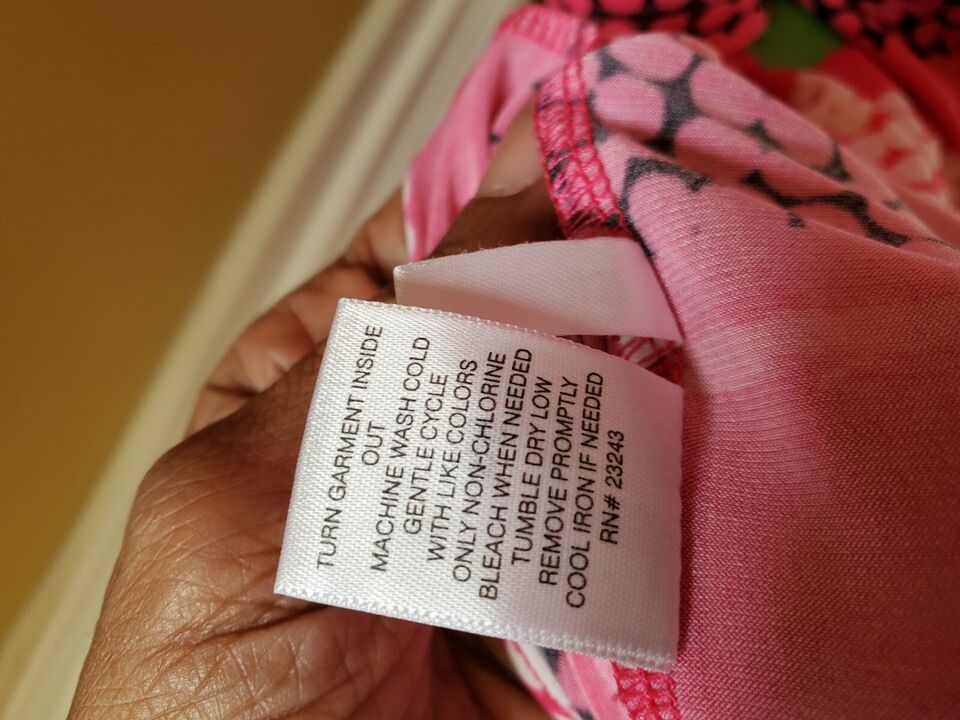 TURN GARMENT INSIDE
OUT
MACHINE WASH COLD
GENTLE CYCLE
WITH LIKE COLORS
ONLY NON-CHLORINE
BLEACH WHEN NEEDED
TUMBLE DRY LOW
REMOVE PROMPTLY
COOL IRON IF NEEDED
RN# 23243